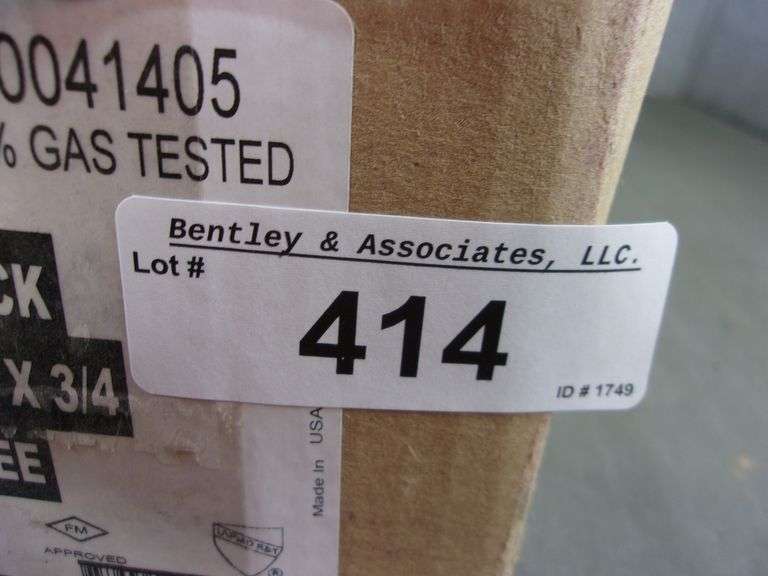 0041405
% GAS TESTED
Bentley & Associates, LLC.
Lot #
414
ID # 1749
CK
X 3/4
EE
Made In USA
FM
APPROVED
IAPMO R&T
®